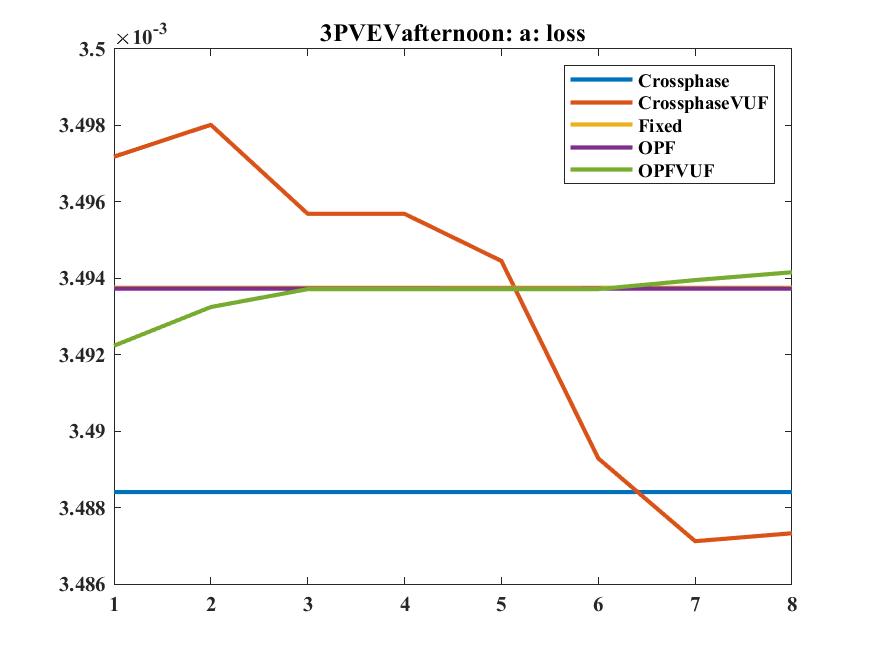 3PVEVafternoon: a: loss
×10-3
3.5
3.498
3.496
3.494
3.492
3.49
3.488
3.486
1 2 3 4 5 6 7 8
Crossphase
CrossphaseVUF
Fixed
OPF
OPFVUF